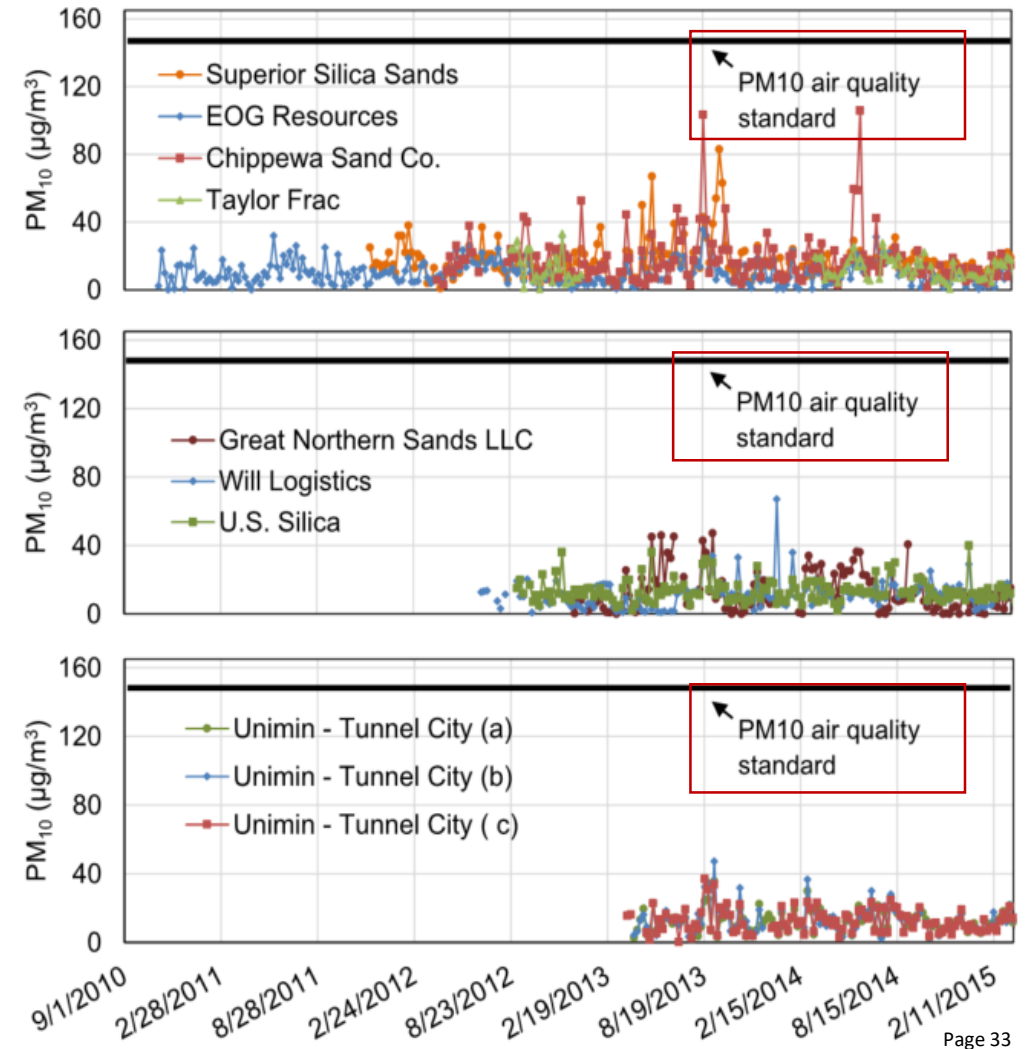 160
120
80
40
0
PM10 (µg/m3)
Superior Silica Sands
EOG Resources
Chippewa Sand Co.
Taylor Frac
PM10 air quality
standard
160
120
80
40
0
PM10 (µg/m3)
Great Northern Sands LLC
Will Logistics
U.S. Silica
PM10 air quality
standard
160
120
80
40
0
PM10 (µg/m3)
Unimin - Tunnel City (a)
Unimin - Tunnel City (b)
Unimin - Tunnel City ( c)
PM10 air quality
standard
9/1/2010
2/28/2011
8/28/2011
2/24/2012
8/23/2012
2/19/2013
8/19/2013
2/15/2014
8/15/2014
2/11/2015
Page 33